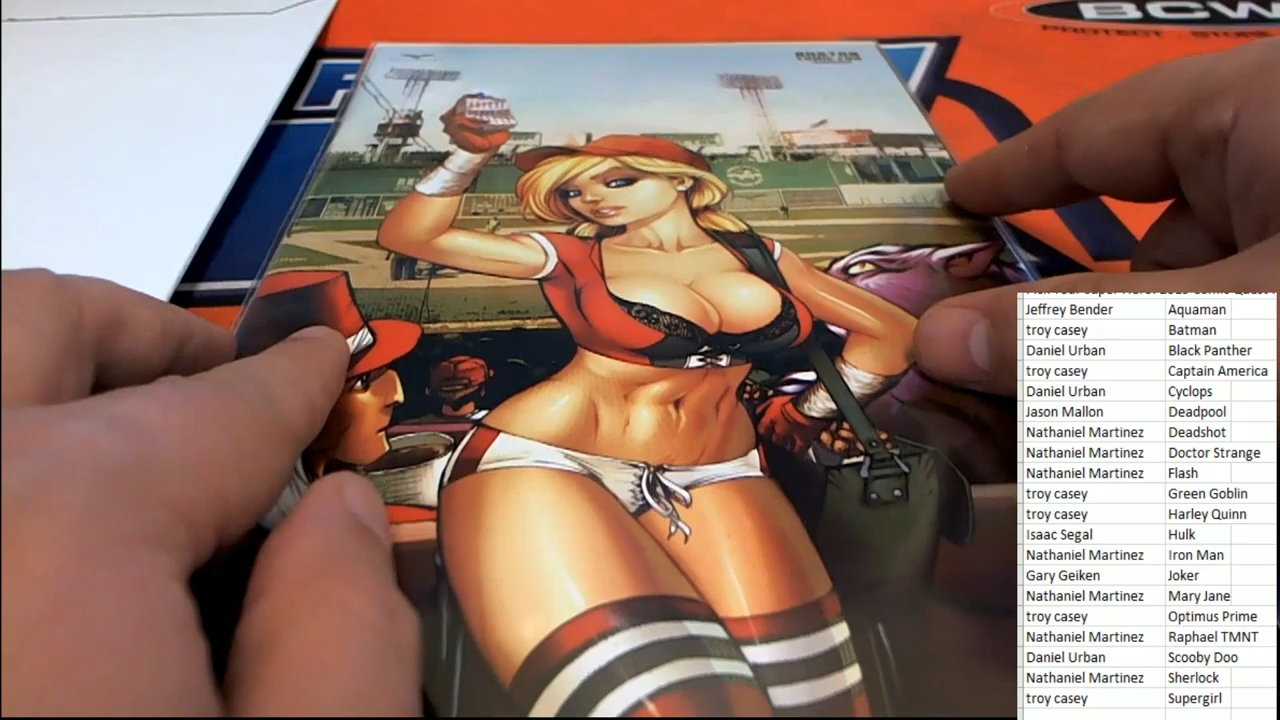 BCW
Jeffrey Bender Aquaman
troy casey Batman
Daniel Urban Black Panther
troy casey Captain America
Daniel Urban Cyclops
Jason Mallon Deadpool
Nathaniel Martinez Deadshot
Nathaniel Martinez Doctor Strange
Nathaniel Martinez Flash
troy casey Green Goblin
troy casey Harley Quinn
Isaac Segal Hulk
Nathaniel Martinez Iron Man
Gary Geiken Joker
Nathaniel Martinez Mary Jane
troy casey Optimus Prime
Nathaniel Martinez Raphael TMNT
Daniel Urban Scooby Doo
Nathaniel Martinez Sherlock
troy casey Supergirl